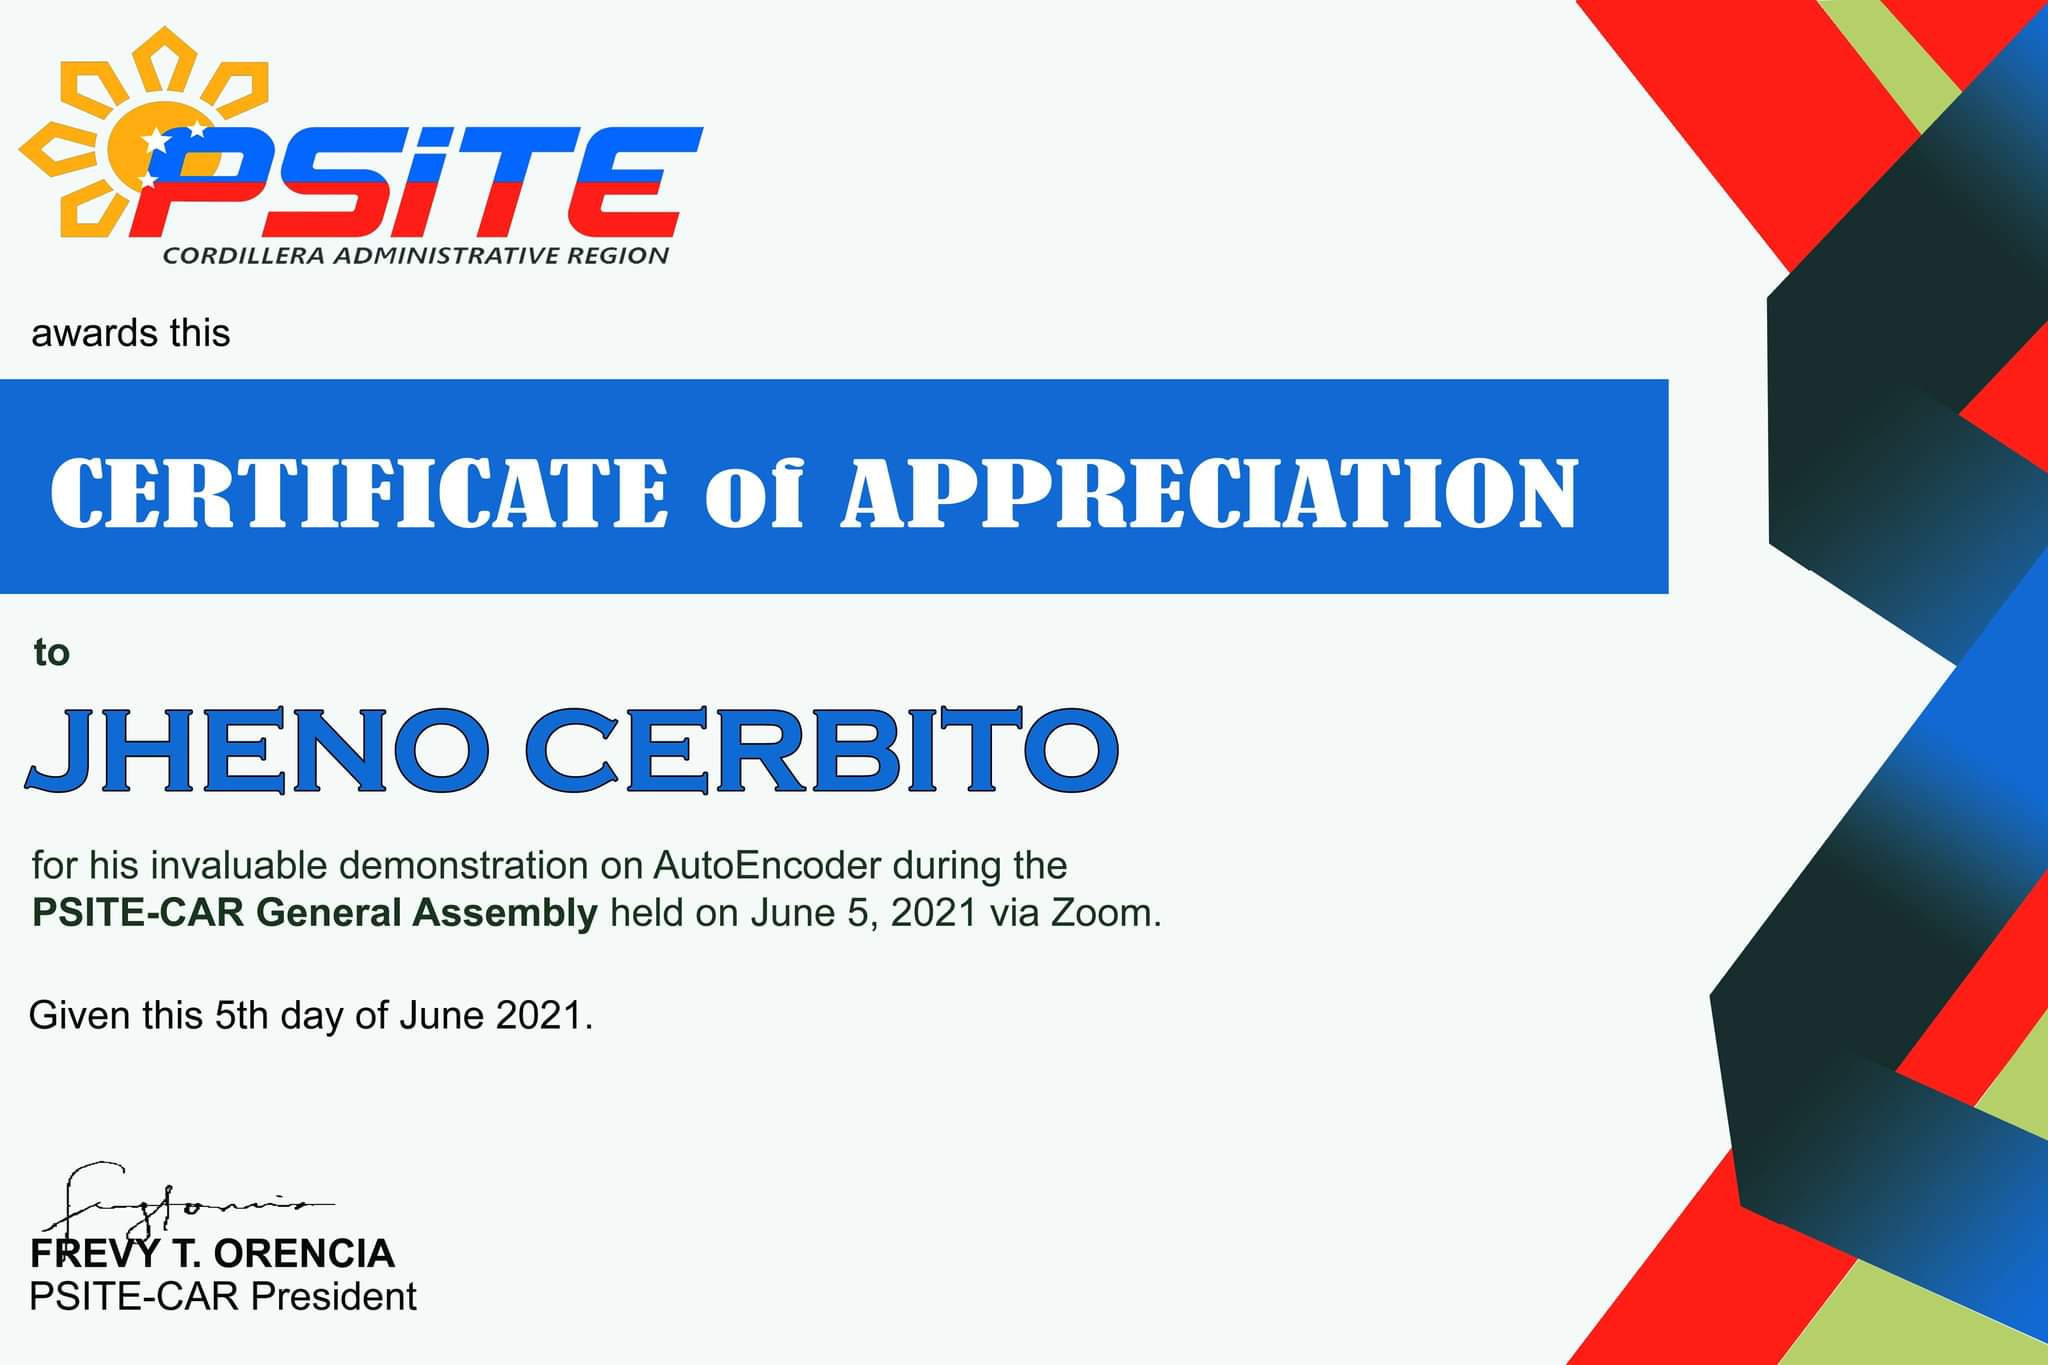 PSiTE
CORDILLERA ADMINISTRATIVE REGION
awards this
CERTIFICATE of APPRECIATION
to
JHENO CERBITO
for his invaluable demonstration on AutoEncoder during the
PSITE-CAR General Assembly held on June 5, 2021 via Zoom.
Given this 5th day of June 2021.
FREVY T. ORENCIA
PSITE-CAR President